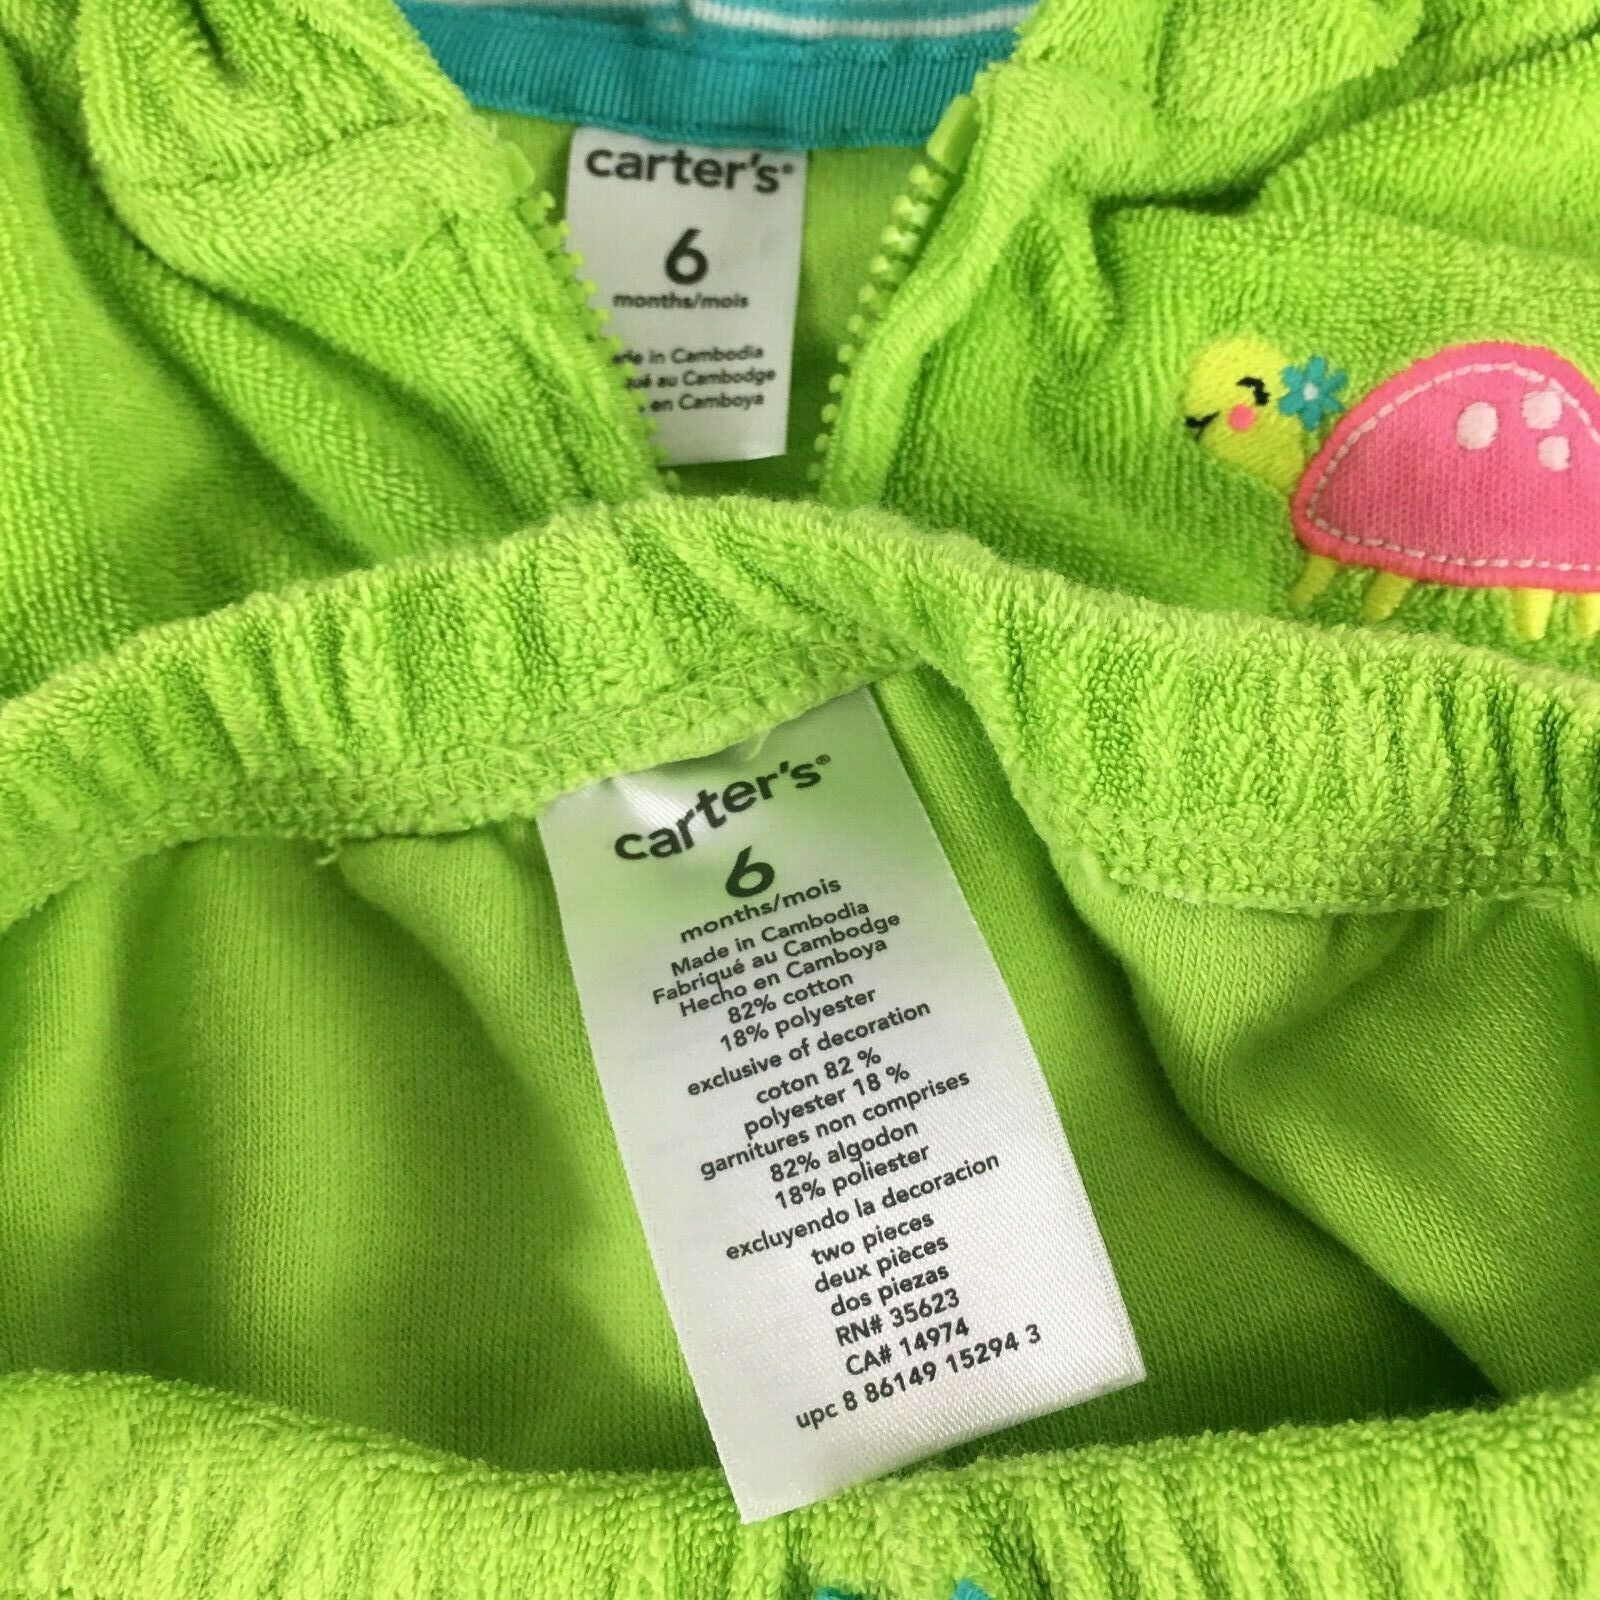 carter's®
6
months/mois
in Cambodia
au Cambodge
en Camboya
carter's®
6
months/mois
Made in Cambodia
Fabriqué au Cambodge
Hecho en Camboya
82% cotton
18% polyester
exclusive of decoration
coton 82 %
polyester 18 %
garnitures non comprises
82% algodon
18% poliester
excluyendo la decoracion
two pieces
deux pièces
dos piezas
RN# 35623
CA# 14974
upc 8 86149 15294 3